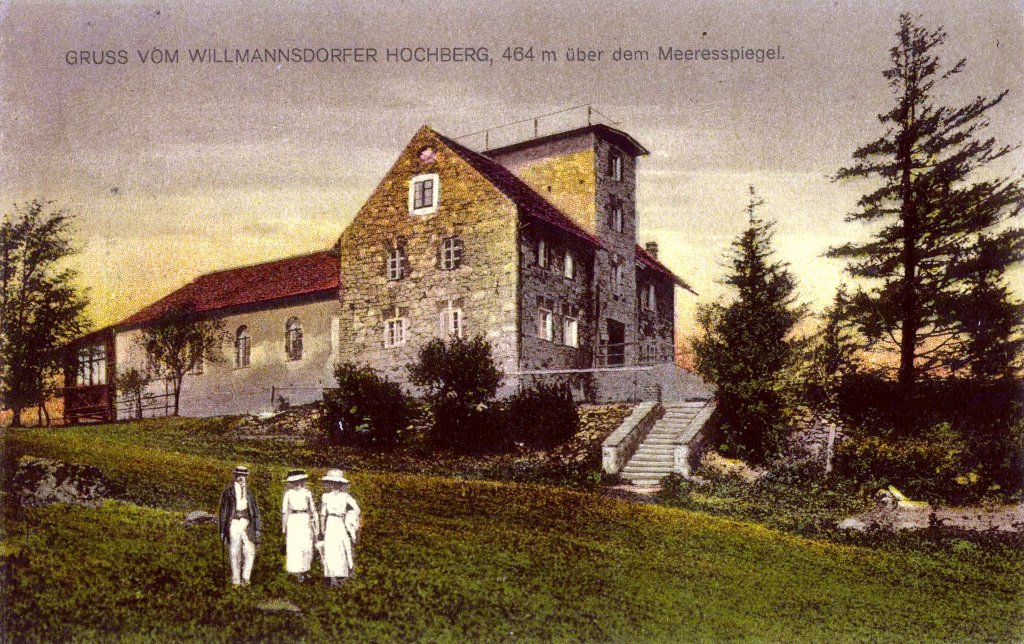 GRUSS VOM WILLMANNSDORFER HOCHBERG, 464 m über dem Meeresspiegel.